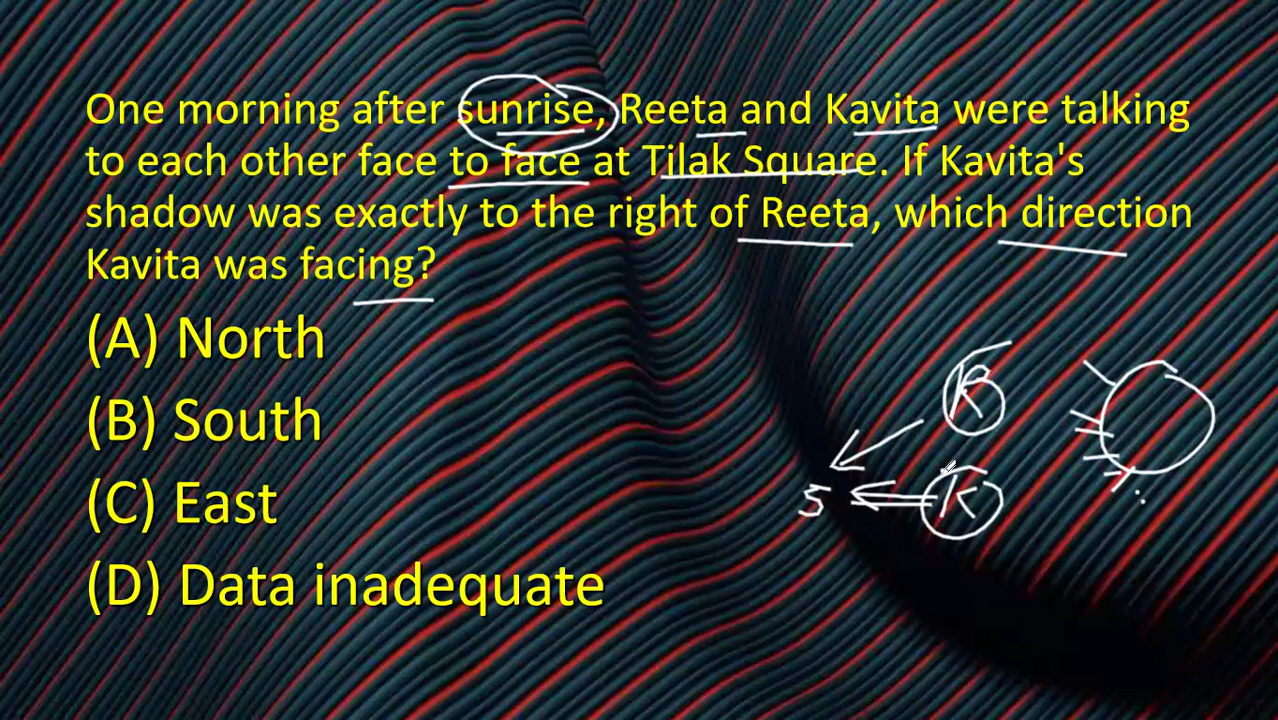 One morning after sunrise, Reeta and Kavita were talking
to each other face to face at Tilak Square. If Kavita's
shadow was exactly to the right of Reeta, which direction
Kavita was facing?
(A) North
(B) South
(C) East
(D) Data inadequate
R
S K